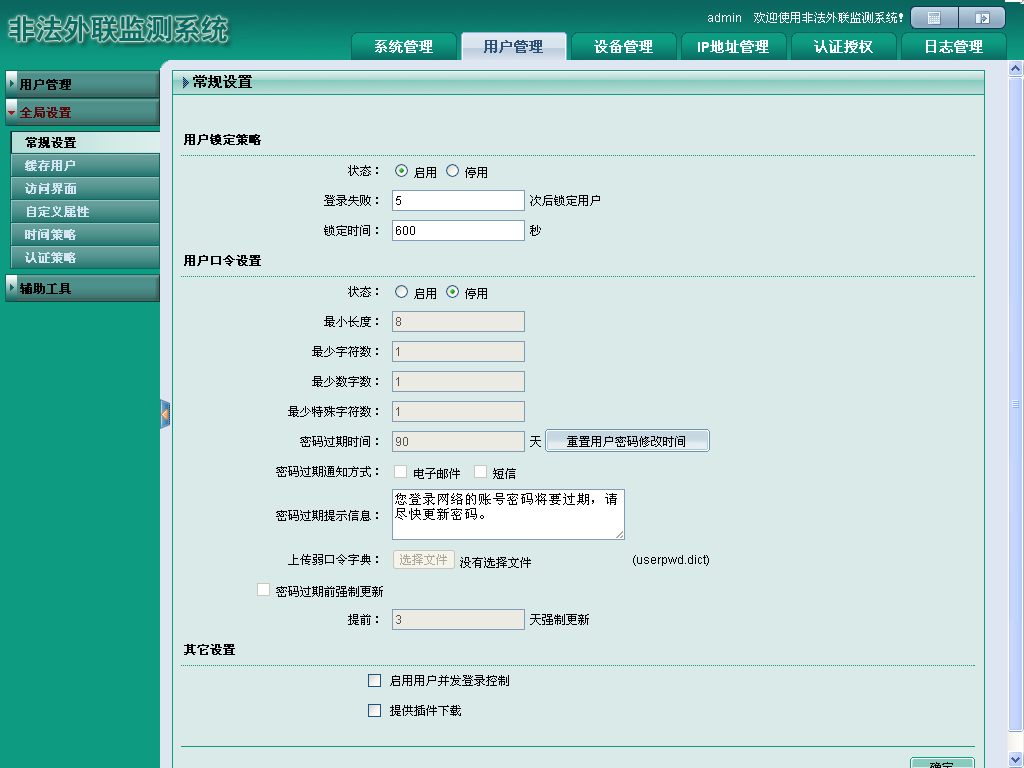 非法外联监测系统
admin 欢迎使用非法外联监测系统!
系统管理 用户管理 设备管理 IP地址管理 认证授权 日志管理
用户管理
全局设置
常规设置
缓存用户
访问界面
自定义属性
时间策略
认证策略
辅助工具
常规设置
用户锁定策略
状态: 启用 停用
登录失败: 5 次后锁定用户
锁定时间: 600 秒
用户口令设置
状态: 启用 停用
最小长度: 8
最少字符数: 1
最少数字数: 1
最少特殊字符数: 1
密码过期时间: 90 天 重置用户密码修改时间
密码过期通知方式: 电子邮件 短信
密码过期提示信息: 您登录网络的账号密码将要过期，请
尽快更新密码。
上传弱口令字典: 选择文件 没有选择文件 (userpwd.dict)
密码过期前强制更新
提前: 3 天强制更新
其它设置
启用用户并发登录控制
提供插件下载
确定